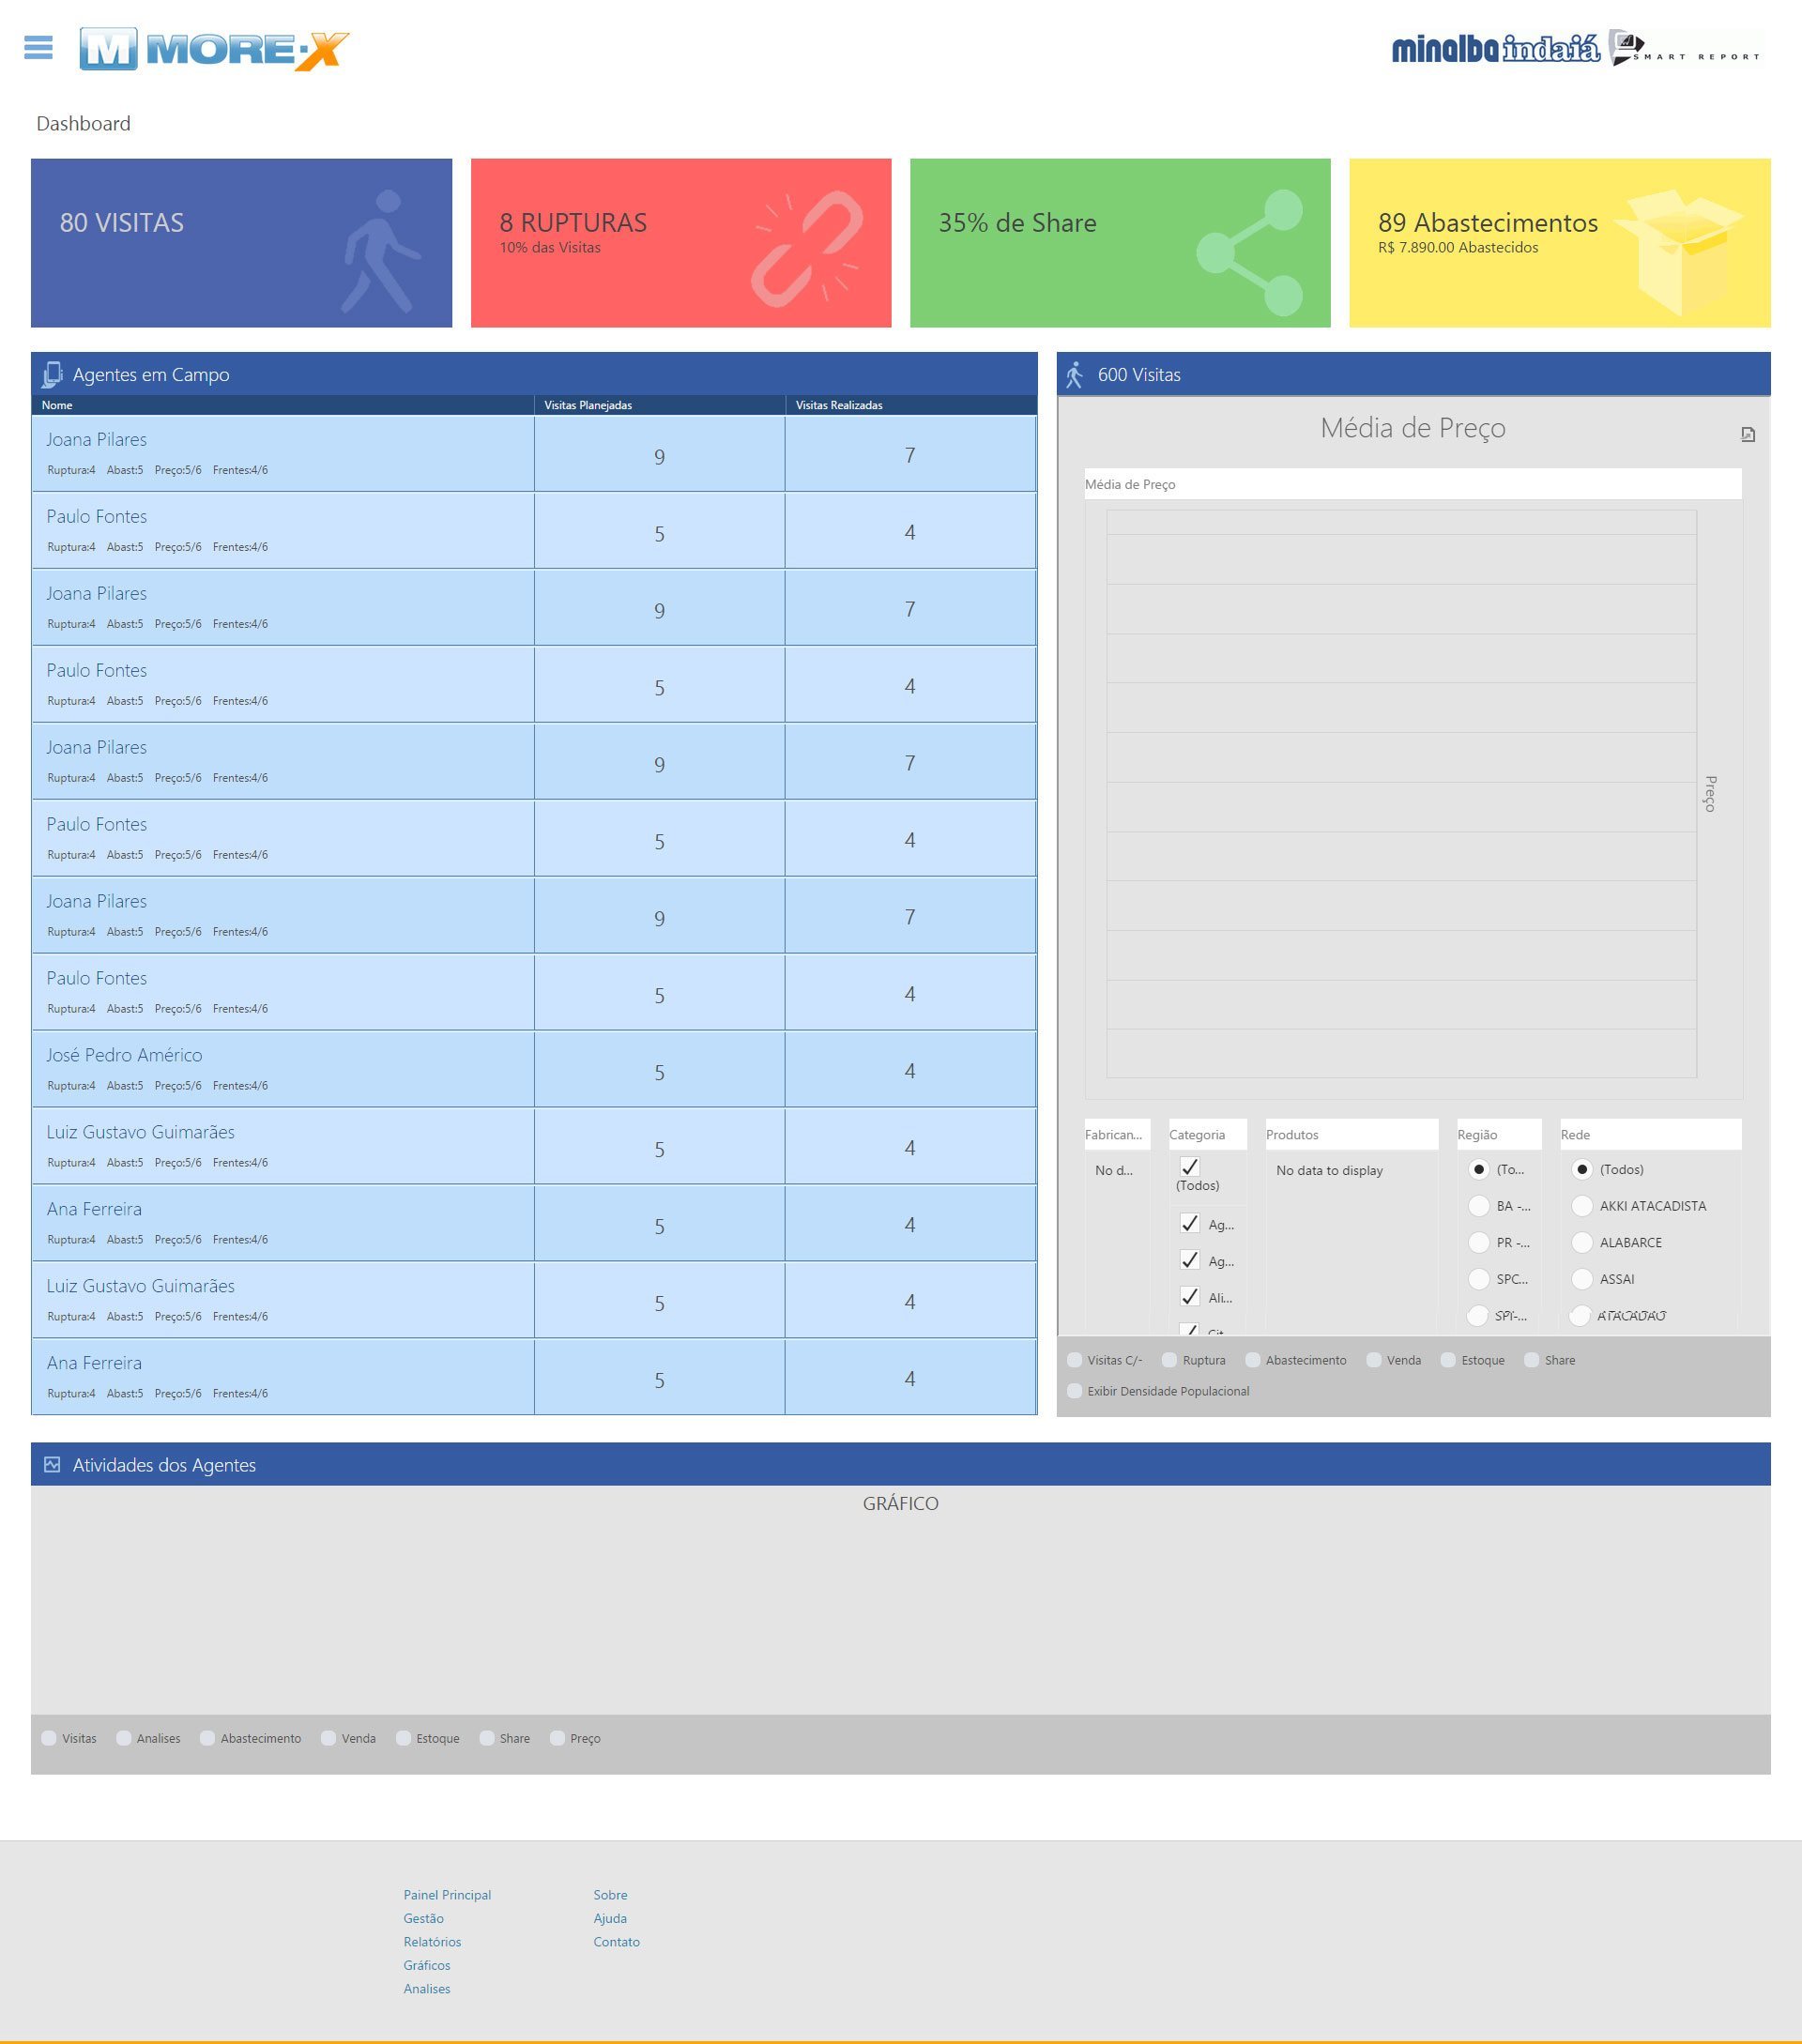 M MORE-X
minalba indaiá SMART REPORT
Dashboard
80 VISITAS
8 RUPTURAS
10% das Visitas
35% de Share
89 Abastecimentos
R$ 7.890.00 Abastecidos
Agentes em Campo
Nome Visitas Planejadas Visitas Realizadas
Joana Pilares
Ruptura:4 Abast:5 Preço:5/6 Frentes:4/6
9 7
Paulo Fontes
Ruptura:4 Abast:5 Preço:5/6 Frentes:4/6
5 4
Joana Pilares
Ruptura:4 Abast:5 Preço:5/6 Frentes:4/6
9 7
Paulo Fontes
Ruptura:4 Abast:5 Preço:5/6 Frentes:4/6
5 4
Joana Pilares
Ruptura:4 Abast:5 Preço:5/6 Frentes:4/6
9 7
Paulo Fontes
Ruptura:4 Abast:5 Preço:5/6 Frentes:4/6
5 4
Joana Pilares
Ruptura:4 Abast:5 Preço:5/6 Frentes:4/6
9 7
Paulo Fontes
Ruptura:4 Abast:5 Preço:5/6 Frentes:4/6
5 4
José Pedro Américo
Ruptura:4 Abast:5 Preço:5/6 Frentes:4/6
5 4
Luiz Gustavo Guimarães
Ruptura:4 Abast:5 Preço:5/6 Frentes:4/6
5 4
Ana Ferreira
Ruptura:4 Abast:5 Preço:5/6 Frentes:4/6
5 4
Luiz Gustavo Guimarães
Ruptura:4 Abast:5 Preço:5/6 Frentes:4/6
5 4
Ana Ferreira
Ruptura:4 Abast:5 Preço:5/6 Frentes:4/6
5 4
600 Visitas
Média de Preço
Média de Preço
Preço
Fabrican...
No d...
Categoria
(Todos)
Ag...
Ag...
Ali...
Produtos
No data to display
Região
(To...
BA -...
PR -...
SPC...
SPI-...
Rede
(Todos)
AKKI ATACADISTA
ALABARCE
ASSAI
ATACADAO
Visitas C/- Ruptura Abastecimento Venda Estoque Share
Exibir Densidade Populacional
Atividades dos Agentes
GRÁFICO
Visitas Analises Abastecimento Venda Estoque Share Preço
Painel Principal
Gestão
Relatórios
Gráficos
Analises
Sobre
Ajuda
Contato